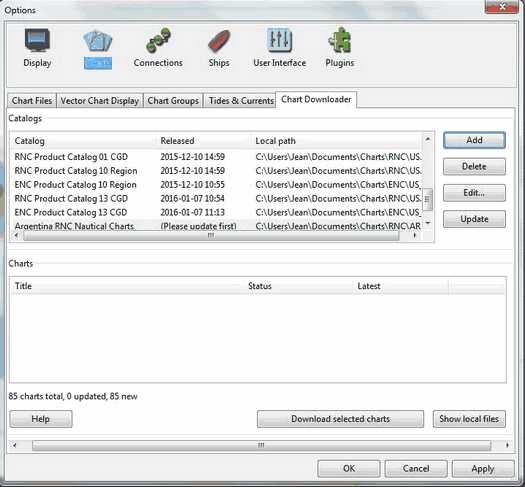 Options
Display
Charts
Connections
Ships
User Interface
Plugins
Chart Files
Vector Chart Display
Chart Groups
Tides & Currents
Chart Downloader
Catalogs
Catalog Released Local path
RNC Product Catalog 01 CGD 2015-12-10 14:59 C:\Users\Jean\Documents\Charts\RNC\US.
RNC Product Catalog 10 Region 2015-12-10 14:59 C:\Users\Jean\Documents\Charts\RNC\US.
ENC Product Catalog 10 Region 2015-12-10 10:55 C:\Users\Jean\Documents\Charts\ENC\US_
RNC Product Catalog 13 CGD 2016-01-07 10:54 C:\Users\Jean\Documents\Charts\RNC\US.
ENC Product Catalog 13 CGD 2016-01-07 11:13 C:\Users\Jean\Documents\Charts\ENC\US_
Argentina RNC Nautical Charts (Please update first) C:\Users\Jean\Documents\Charts\RNC\AR
Add
Delete
Edit...
Update
Charts
Title Status Latest
85 charts total, 0 updated, 85 new
Help
Download selected charts
Show local files
OK
Cancel
Apply